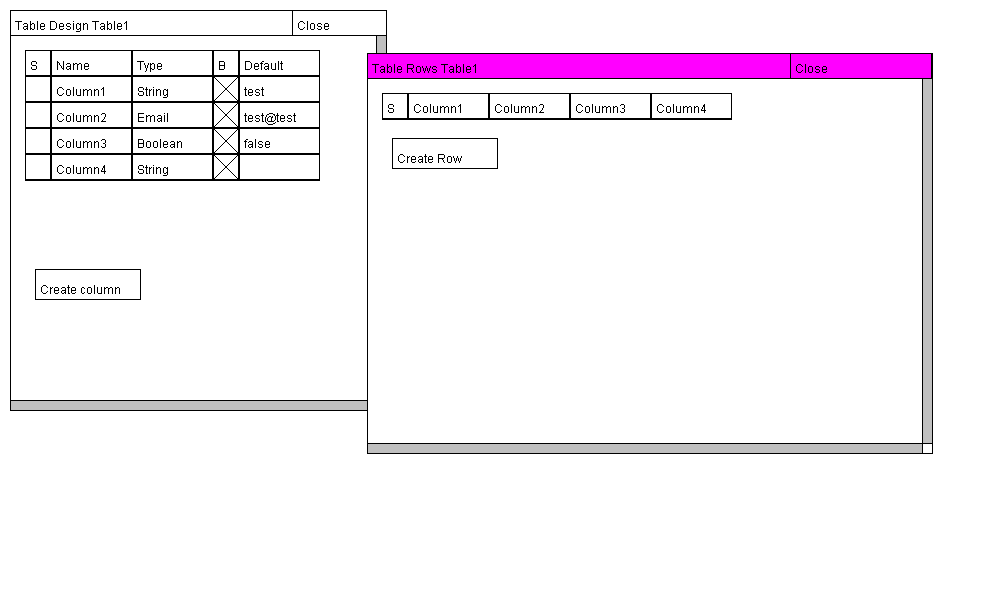 Table Design Table1 Close
S Name Type B Default
Column1 String test
Column2 Email test@test
Column3 Boolean false
Column4 String
Create column
Table Rows Table1 Close
S Column1 Column2 Column3 Column4
Create Row